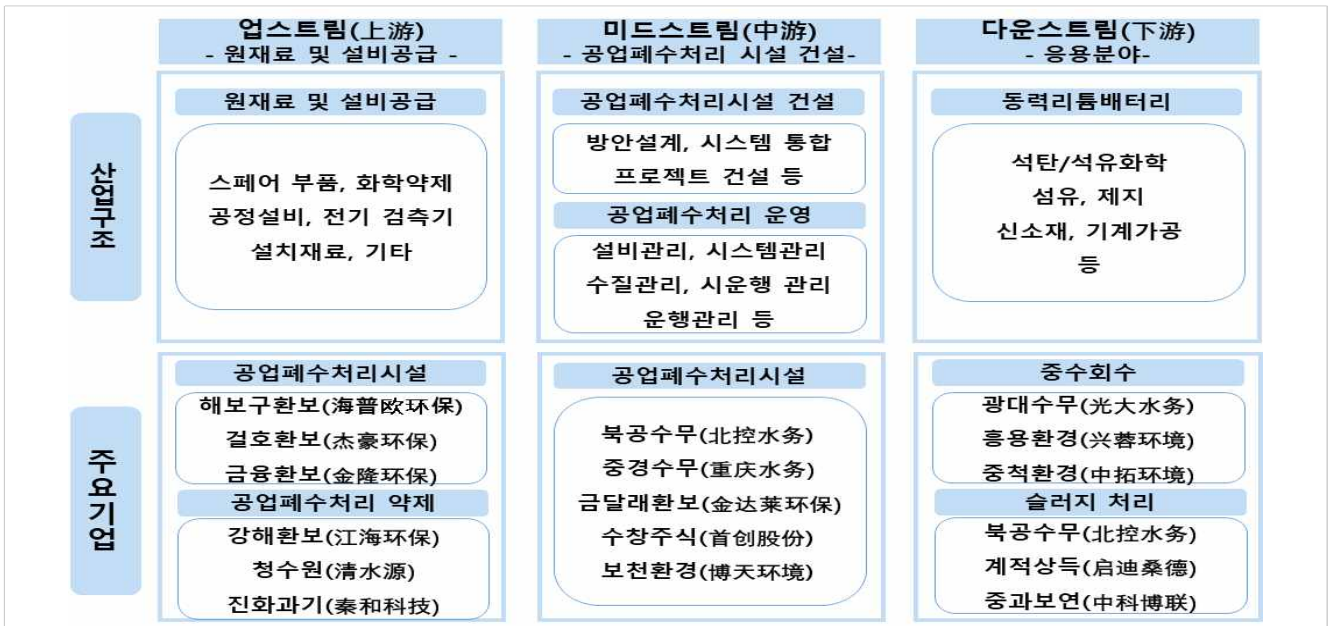 업스트림(上游)
- 원재료 및 설비공급 -
미드스트림(中游)
- 공업폐수처리 시설 건설-
다운스트림(下游)
- 응용분야-
산업구조
원재료 및 설비공급
스페어 부품, 화학약제
공정설비, 전기 검측기
설치재료, 기타
공업폐수처리시설 건설
방안설계, 시스템 통합
프로젝트 건설 등
공업폐수처리 운영
설비관리, 시스템관리
수질관리, 시운행 관리
운행관리 등
동력리튬배터리
석탄/석유화학
섬유, 제지
신소재, 기계가공
등
주요기업
공업폐수처리시설
해보구환보(海普欧环保)
걸호환보(杰豪环保)
금융환보(金隆环保)
공업폐수처리 약제
강해환보(江海环保)
청수원(清水源)
진화과기(秦和科技)
공업폐수처리시설
북공수무(北控水务)
중경수무(重庆水务)
금달래환보(金达莱环保)
수창주식(首创股份)
보천환경(博天环境)
중수회수
광대수무(光大水务)
흥용환경(兴蓉环境)
중척환경(中拓环境)
슬러지 처리
북공수무(北控水务)
계적상득(启迪桑德)
중과보연(中科博联)